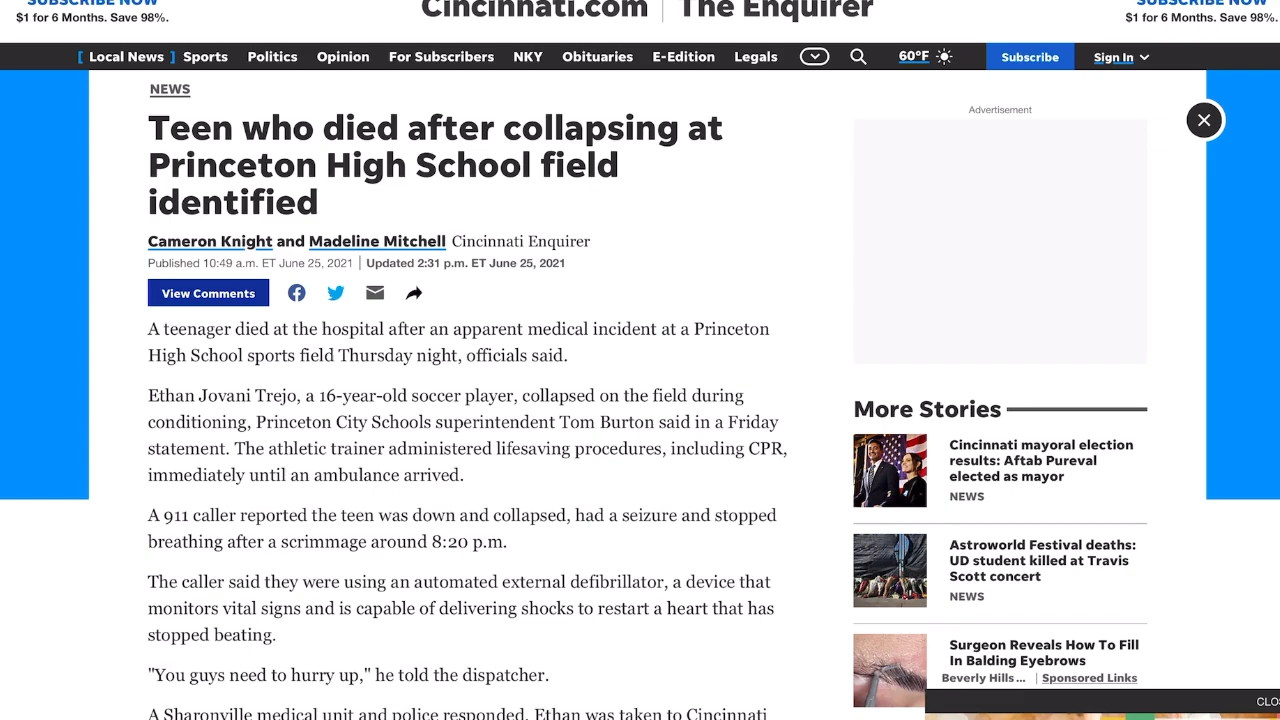 SUBSCRIBE NOW
$1 for 6 Months. Save 98%.
Cincinnati.com | The Enquirer
SUBSCRIBE NOW
$1 for 6 Months. Save 98%.
[ Local News ] Sports Politics Opinion For Subscribers NKY Obituaries E-Edition Legals 60°F Subscribe Sign In
NEWS
Teen who died after collapsing at
Princeton High School field
identified
Cameron Knight and Madeline Mitchell Cincinnati Enquirer
Published 10:49 a.m. ET June 25, 2021 | Updated 2:31 p.m. ET June 25, 2021
View Comments
A teenager died at the hospital after an apparent medical incident at a Princeton
High School sports field Thursday night, officials said.
Ethan Jovani Trejo, a 16-year-old soccer player, collapsed on the field during
conditioning, Princeton City Schools superintendent Tom Burton said in a Friday
statement. The athletic trainer administered lifesaving procedures, including CPR,
immediately until an ambulance arrived.
A 911 caller reported the teen was down and collapsed, had a seizure and stopped
breathing after a scrimmage around 8:20 p.m.
The caller said they were using an automated external defibrillator, a device that
monitors vital signs and is capable of delivering shocks to restart a heart that has
stopped beating.
"You guys need to hurry up," he told the dispatcher.
A Sharonville medical unit and police responded. Ethan was taken to Cincinnati
Advertisement
More Stories
Cincinnati mayoral election
results: Aftab Pureval
elected as mayor
NEWS
Astroworld Festival deaths:
UD student killed at Travis
Scott concert
NEWS
Surgeon Reveals How To Fill
In Balding Eyebrows
Beverly Hills... | Sponsored Links
CLO